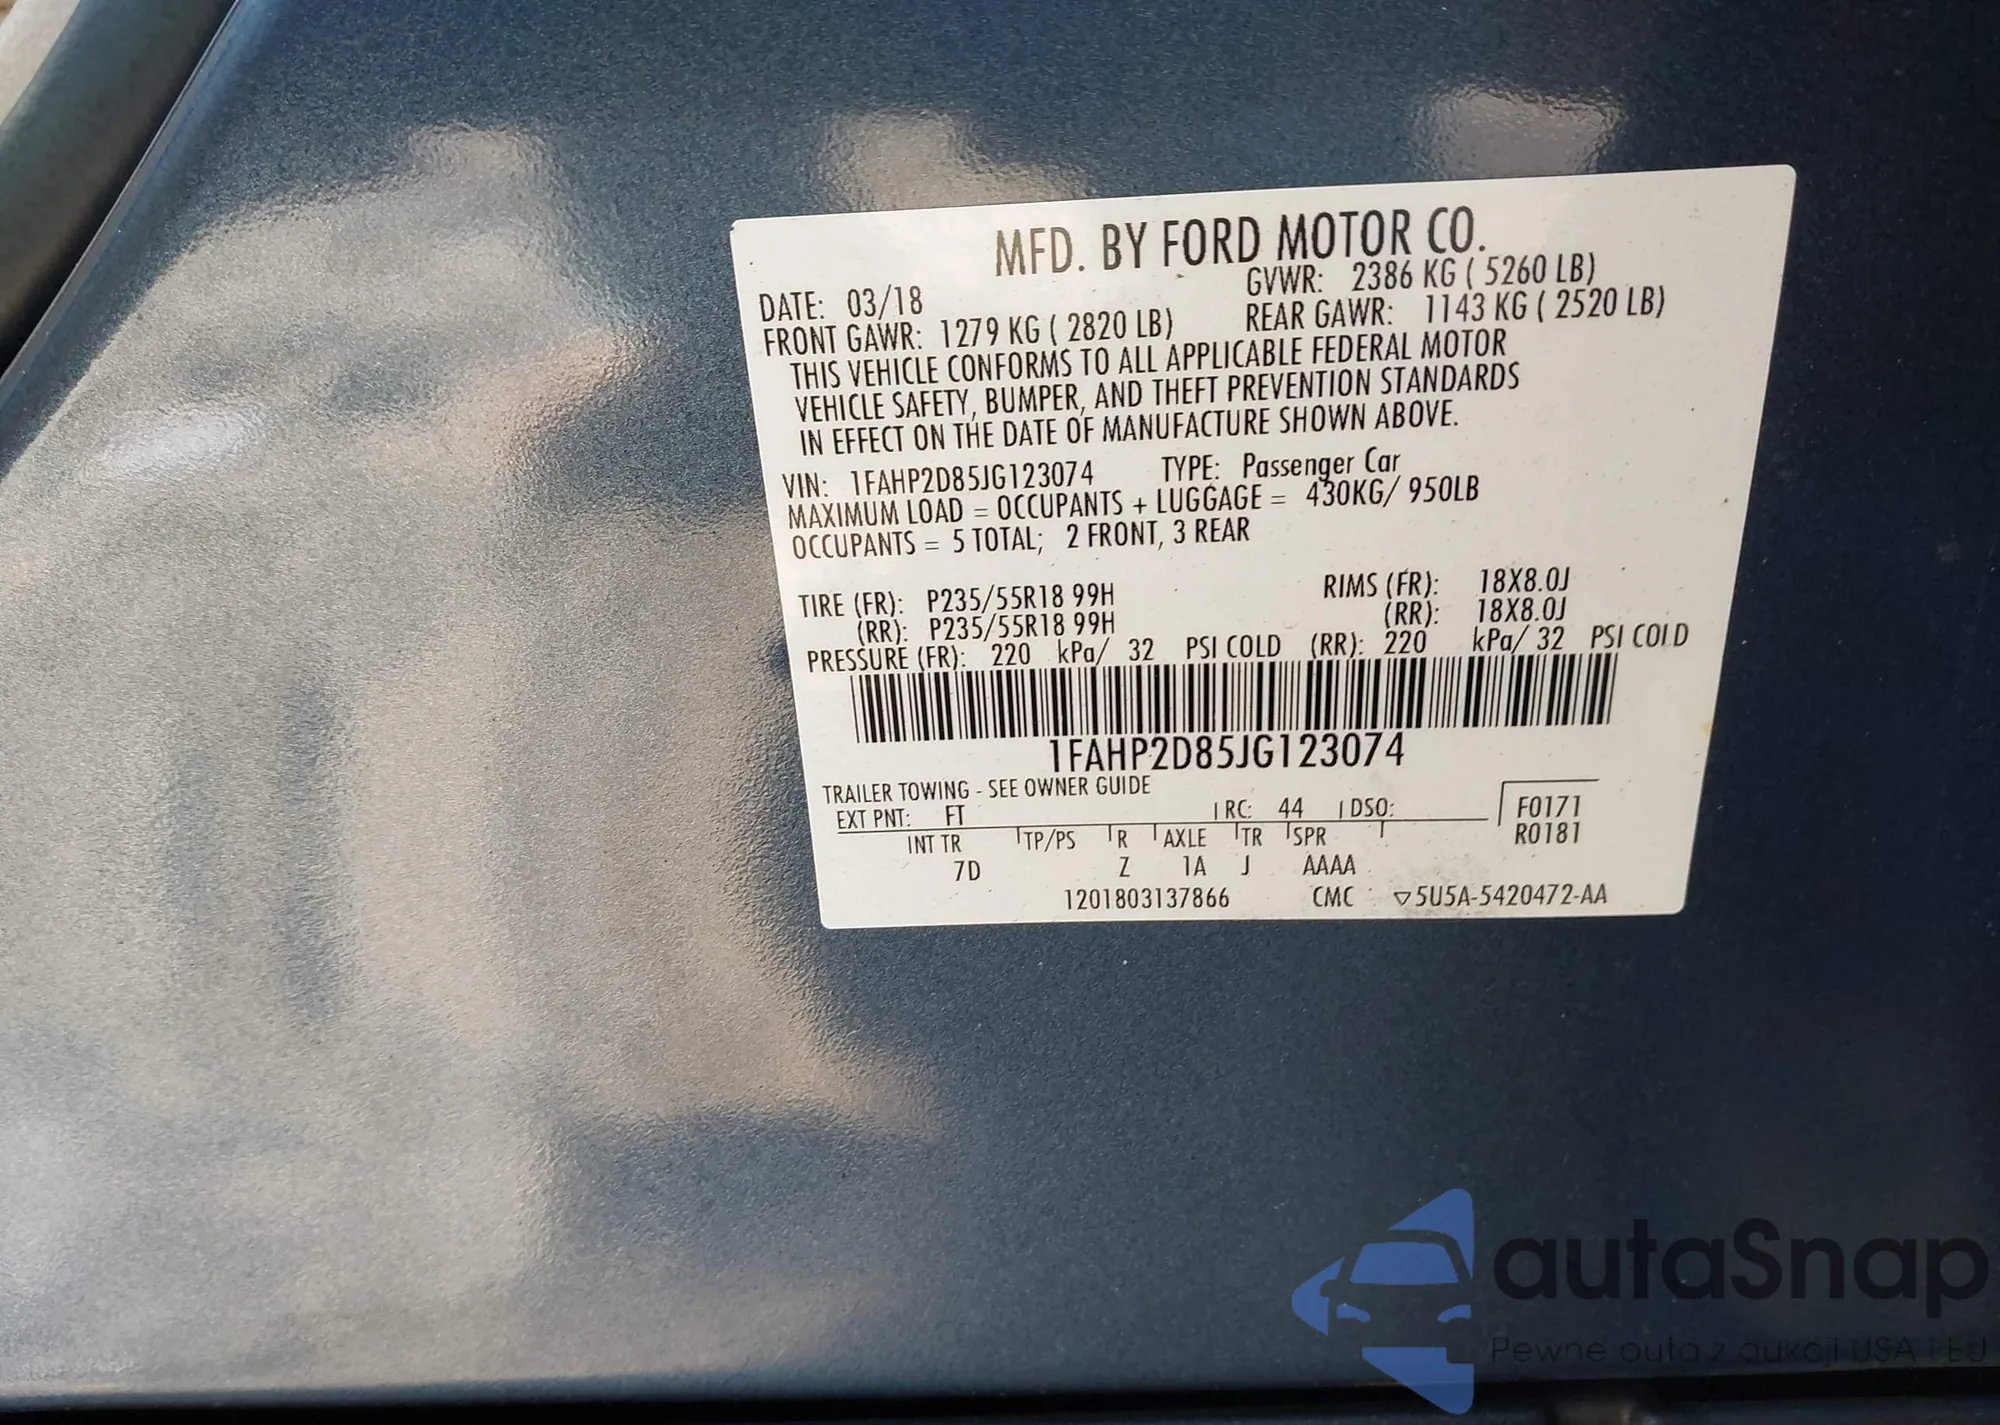 MFD. BY FORD MOTOR CO.
DATE: 03/18 GVWR: 2386 KG ( 5260 LB)
FRONT GAWR: 1279 KG ( 2820 LB) REAR GAWR: 1143 KG ( 2520 LB)
THIS VEHICLE CONFORMS TO ALL APPLICABLE FEDERAL MOTOR
VEHICLE SAFETY, BUMPER, AND THEFT PREVENTION STANDARDS
IN EFFECT ON THE DATE OF MANUFACTURE SHOWN ABOVE.
VIN: 1FAHP2D85JG123074 TYPE: Passenger Car
MAXIMUM LOAD = OCCUPANTS + LUGGAGE = 430KG/ 950LB
OCCUPANTS = 5 TOTAL; 2 FRONT, 3 REAR
TIRE (FR): P235/55R18 99H RIMS (FR): 18X8.0J
(RR): P235/55R18 99H (RR): 18X8.0J
PRESSURE (FR): 220 kPa/ 32 PSI COLD (RR): 220 kPa/ 32 PSI COLD
1FAHP2D85JG123074
TRAILER TOWING - SEE OWNER GUIDE
EXT PNT: FT RC: 44 DSO: F0171
INT TR TP/PS R AXLE TR SPR R0181
7D Z 1A J AAAA
1201803137866 CMC ▽5U5A-5420472-AA
autaSnap
Pewne auta z aukcji USA i EU